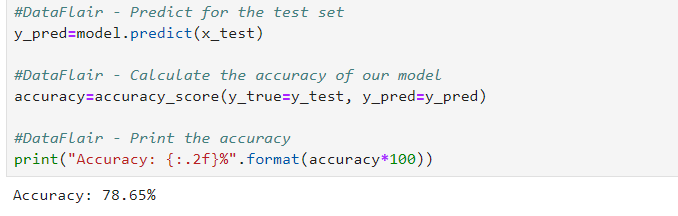 #DataFlair - Predict for the test set
y_pred=model.predict(x_test)
#DataFlair - Calculate the accuracy of our model
accuracy=accuracy_score(y_true=y_test, y_pred=y_pred)
#DataFlair - Print the accuracy
print("Accuracy: {:.2f}%".format(accuracy*100))
Accuracy: 78.65%